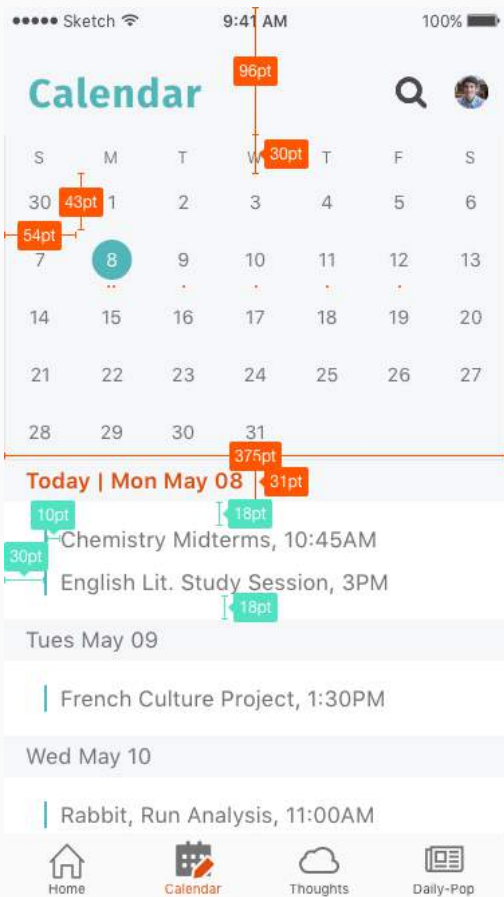 Sketch 9:41 AM 100%
96pt
Calendar
S M T W 30pt T F S
30 43pt 1 2 3 4 5 6
54pt
7 8 9 10 11 12 13
14 15 16 17 18 19 20
21 22 23 24 25 26 27
28 29 30 31
375pt
Today | Mon May 08 31pt
10pt 18pt
Chemistry Midterms, 10:45AM
30pt
English Lit. Study Session, 3PM
18pt
Tues May 09
French Culture Project, 1:30PM
Wed May 10
Rabbit, Run Analysis, 11:00AM
Home Calendar Thoughts Daily-Pop